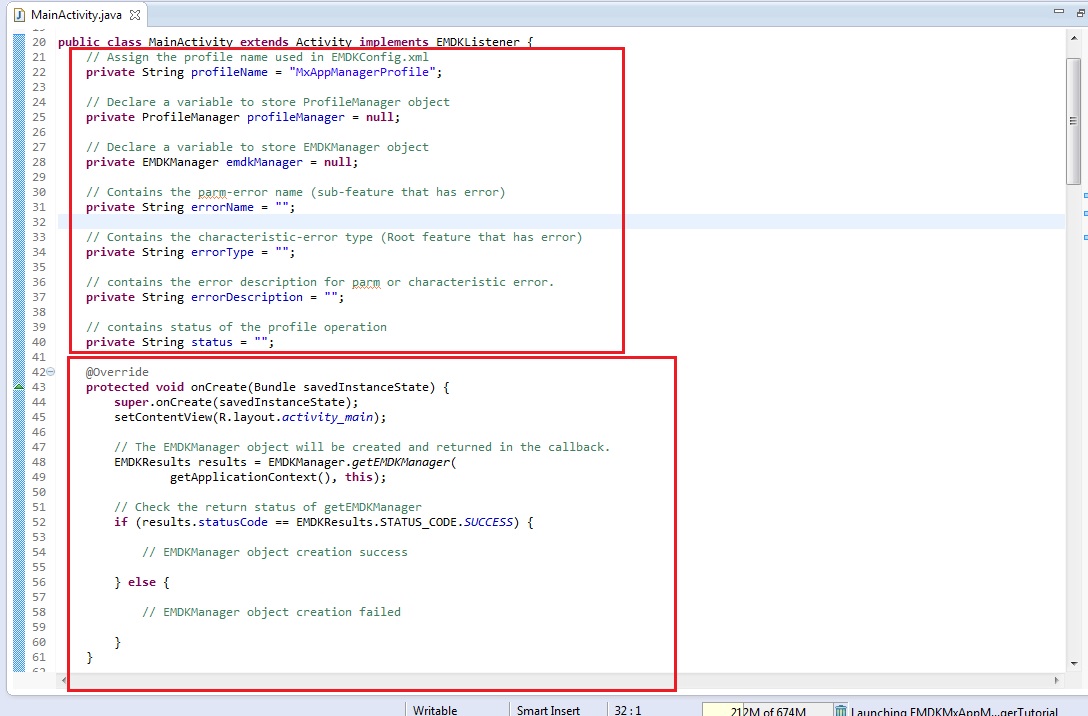 MainActivity.java
20 public class MainActivity extends Activity implements EMDKListener {
21 // Assign the profile name used in EMDKConfig.xml
22 private String profileName = "MxAppManagerProfile";
23
24 // Declare a variable to store ProfileManager object
25 private ProfileManager profileManager = null;
26
27 // Declare a variable to store EMDKManager object
28 private EMDKManager emdkManager = null;
29
30 // Contains the parm-error name (sub-feature that has error)
31 private String errorName = "";
32
33 // Contains the characteristic-error type (Root feature that has error)
34 private String errorType = "";
35
36 // contains the error description for parm or characteristic error.
37 private String errorDescription = "";
38
39 // contains status of the profile operation
40 private String status = "";
41
42 @Override
43 protected void onCreate(Bundle savedInstanceState) {
44 super.onCreate(savedInstanceState);
45 setContentView(R.layout.activity_main);
46
47 // The EMDKManager object will be created and returned in the callback.
48 EMDKResults results = EMDKManager.getEMDKManager(
49 getApplicationContext(), this);
50
51 // Check the return status of getEMDKManager
52 if (results.statusCode == EMDKResults.STATUS_CODE.SUCCESS) {
53
54 // EMDKManager object creation success
55
56 } else {
57
58 // EMDKManager object creation failed
59
60 }
61 }
Writable Smart Insert 32 : 1 212M of 674M Launching EMDKMxAppM...gerTutorial